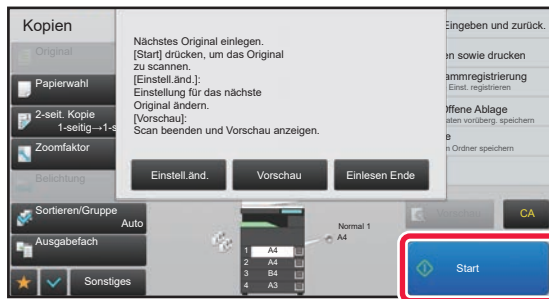 Kopien
Original
Papierwahl
2-seit. Kopie
1-seitig→1-s
Zoomfaktor
Belichtung
Sortieren/Gruppe
Auto
Ausgabefach
Sonstiges
Nächstes Original einlegen.
[Start] drücken, um das Original
zu scannen.
[Einstell.änd.]:
Einstellung für das nächste
Original ändern.
[Vorschau]:
Scan beenden und Vorschau anzeigen.
Einstell.änd.
Vorschau
Einlesen Ende
1 A4
2 A4
3 B4
4 A3
Normal 1
A4
Eingeben und zurück.
en sowie drucken
ammregistrierung
Einst. registrieren
Offene Ablage
aten vorüberg. speichern
e
n Ordner speichern
CA
Start